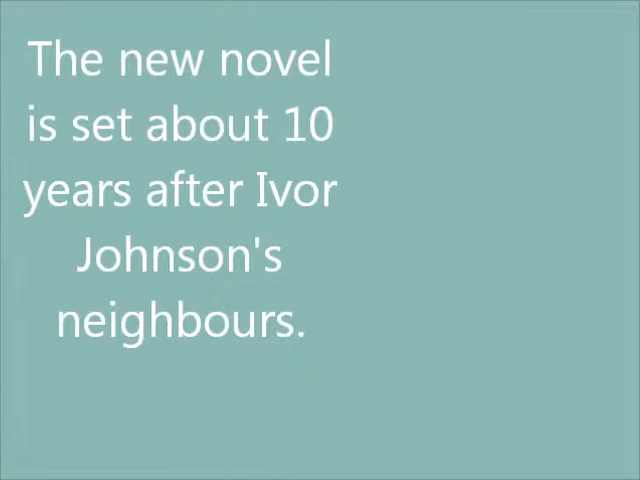 The new novel
is set about 10
years after Ivor
Johnson's
neighbours.